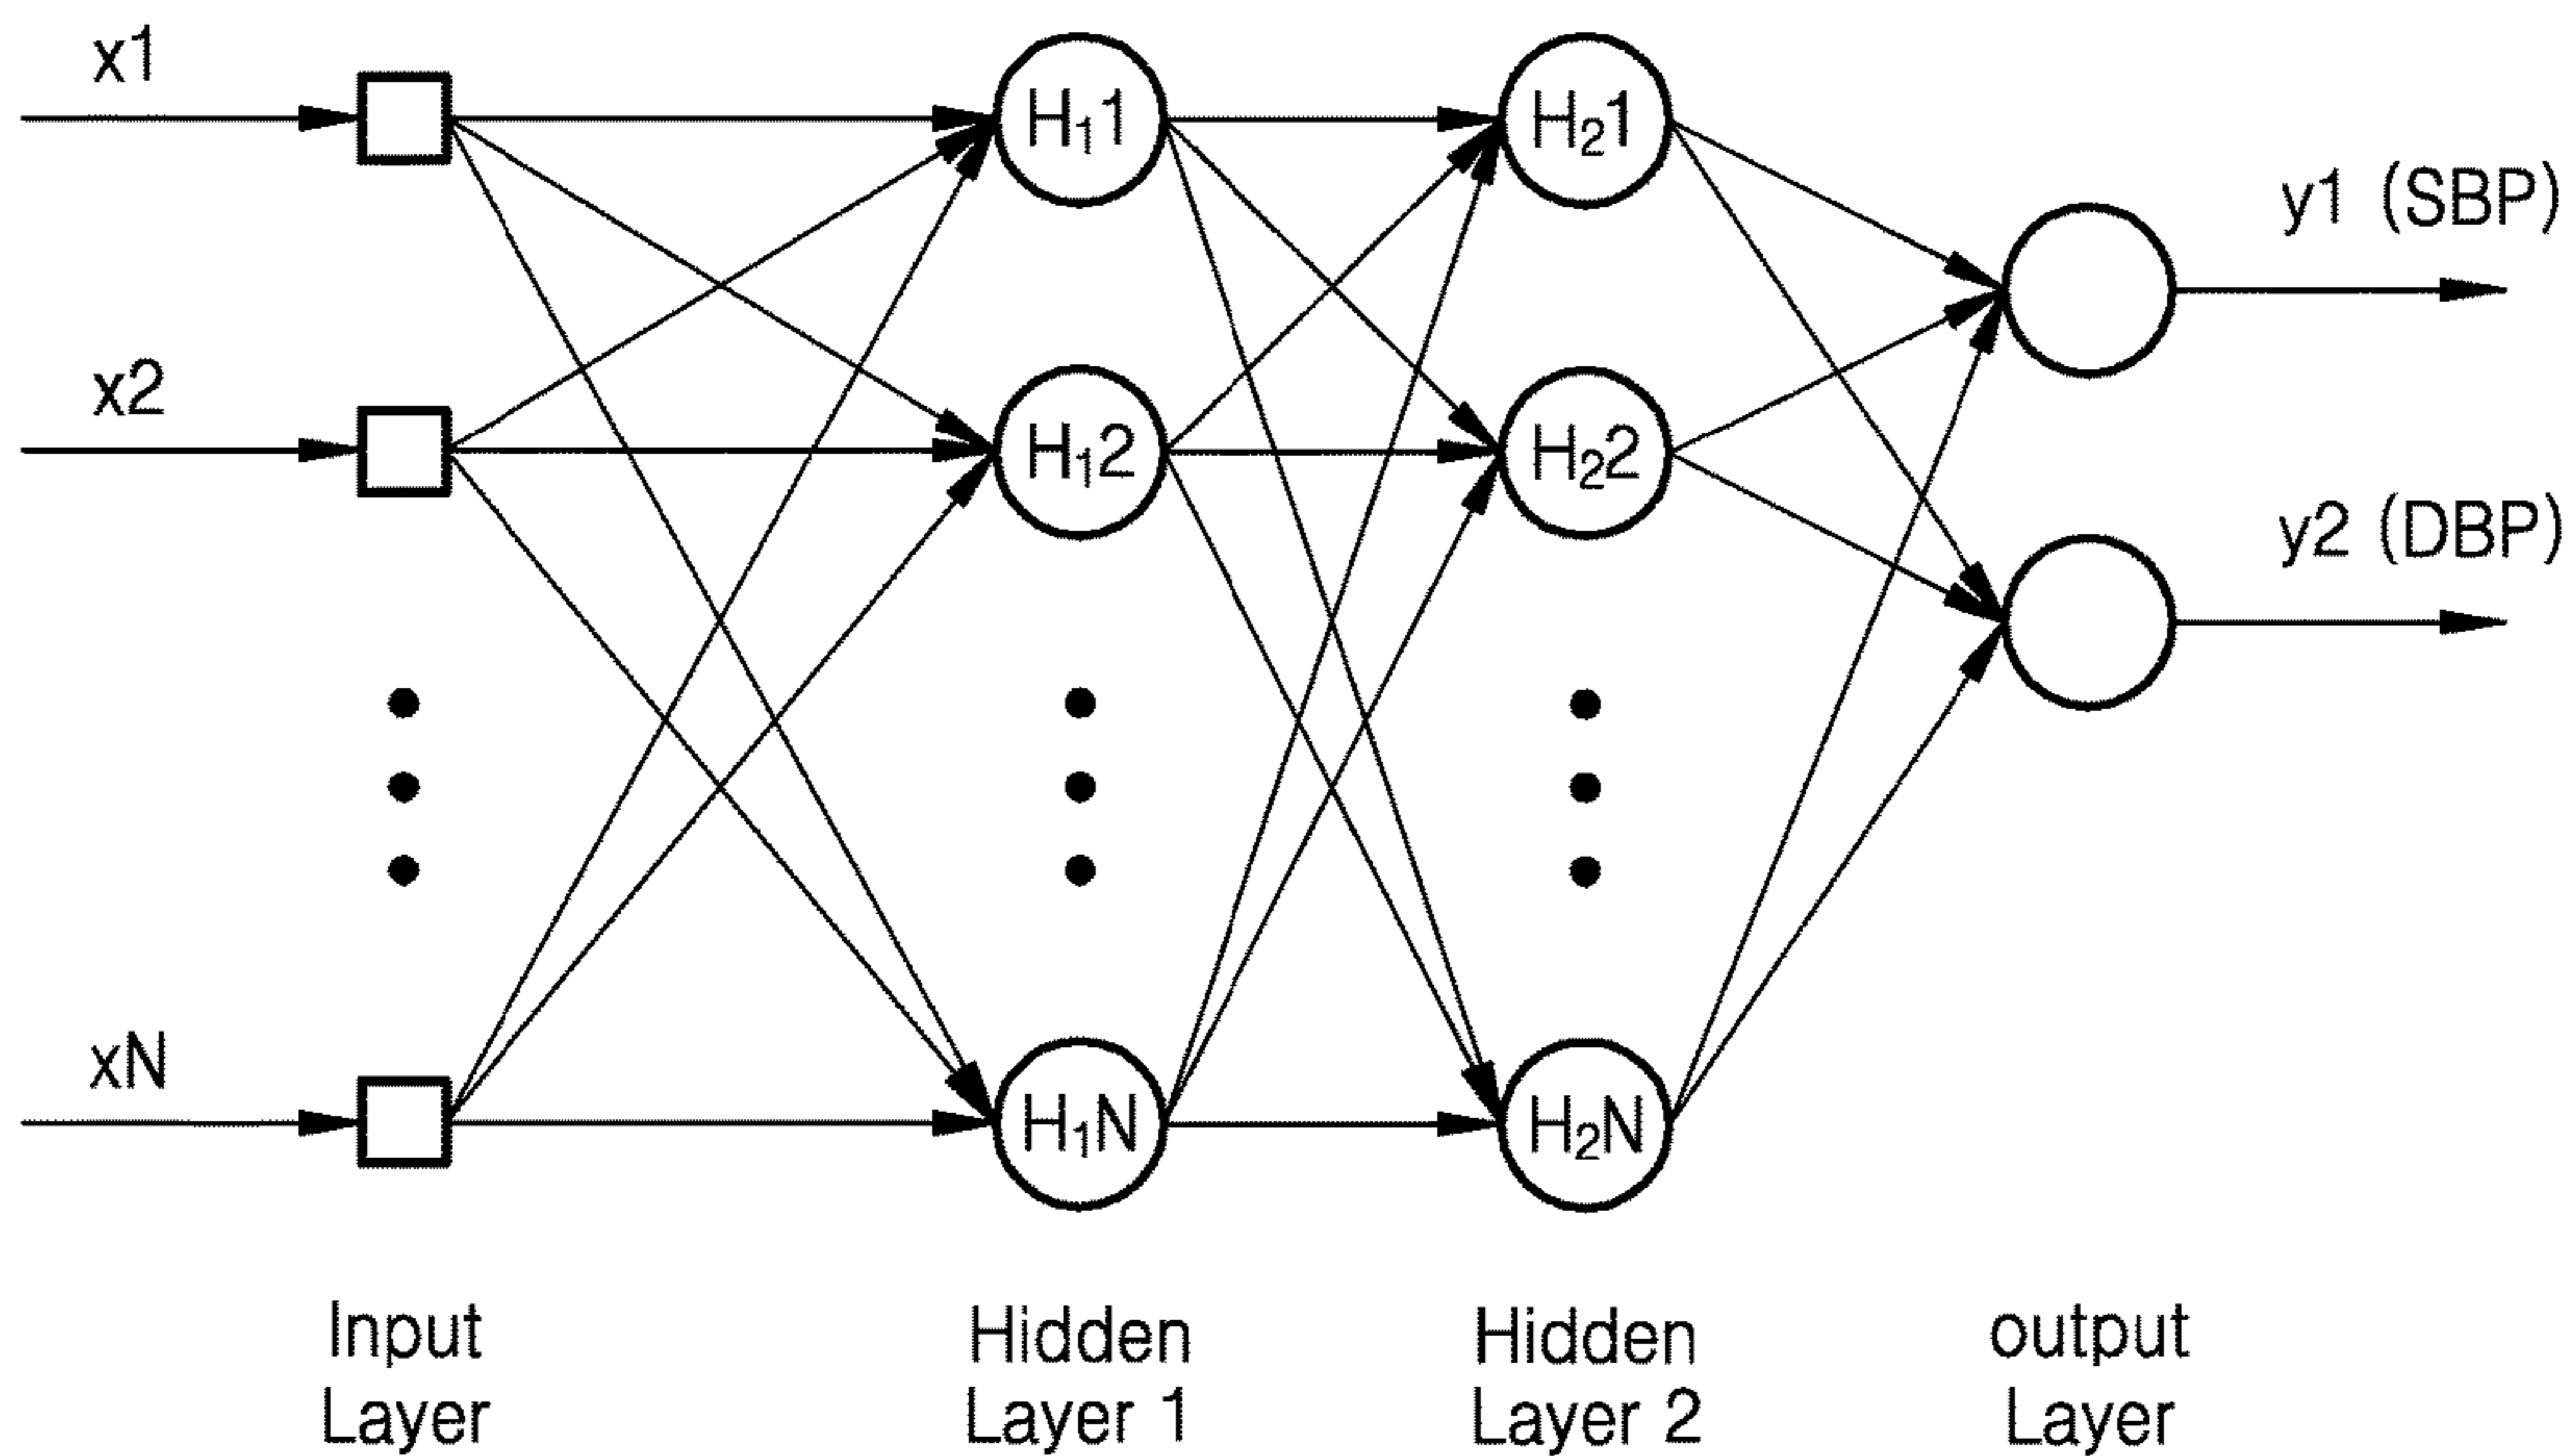 x1
H₁1
H₂1
y1 (SBP)
x2
H₁2
H₂2
y2 (DBP)
xN
H₁N
H₂N
Input
Layer
Hidden
Layer 1
Hidden
Layer 2
output
Layer